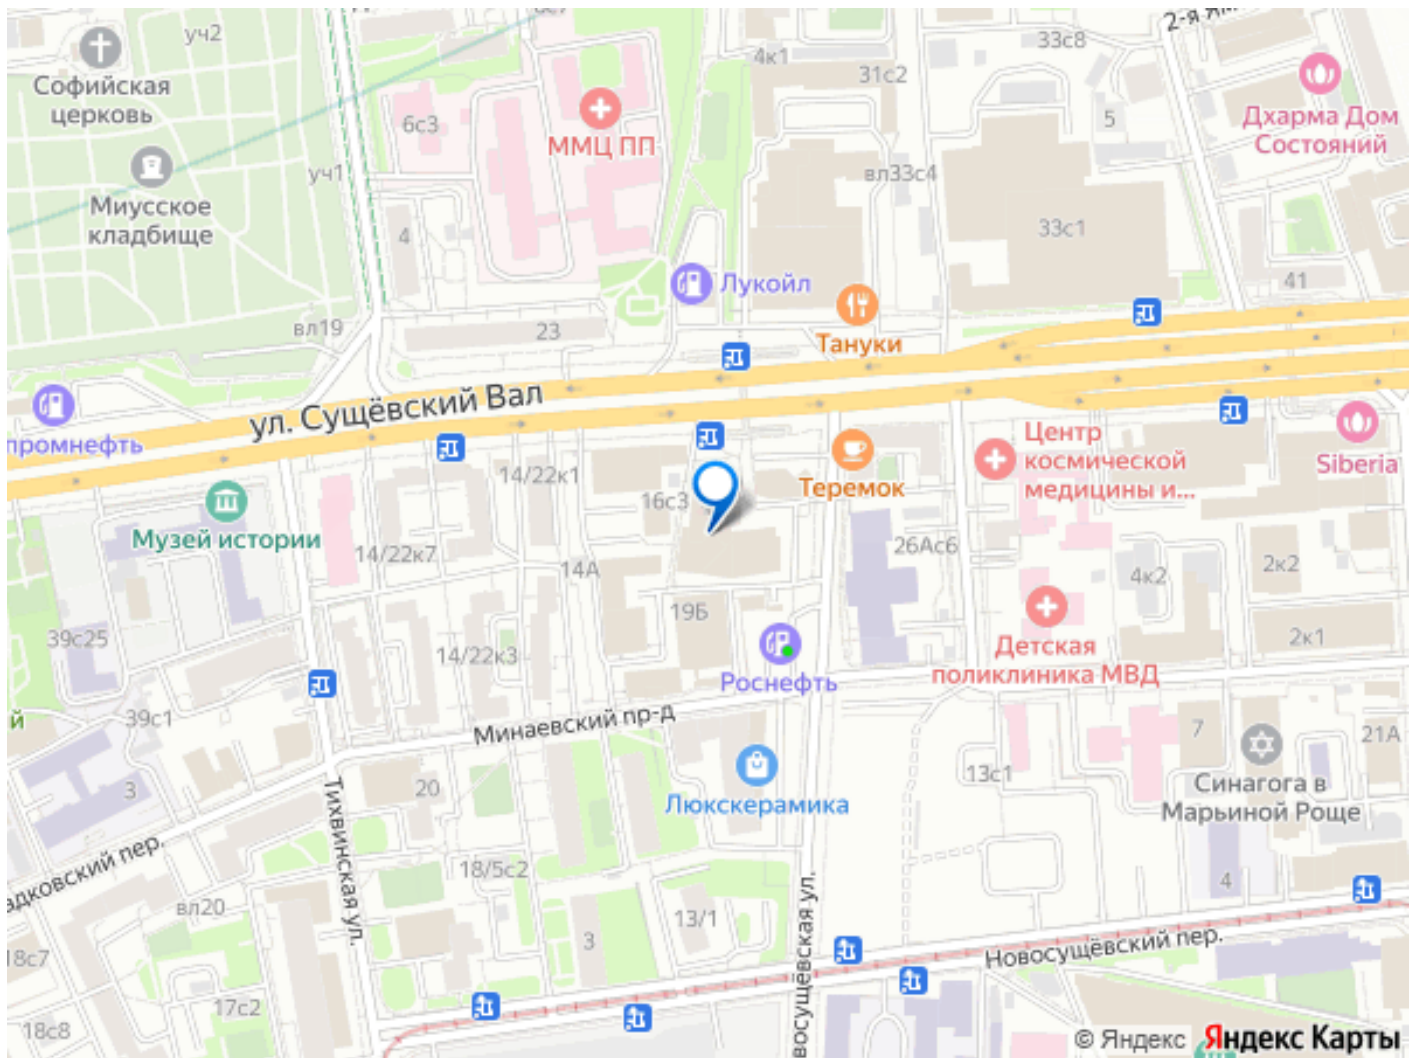 уч2
Софийская
церковь
Миусское
кладбище
уч1
6с3
ММЦ ПП
4
4к1
31с2
33с8
2-я Ям
5
Дхарма Дом
Состояний
вл33с4
33с1
41
Лукойл
Тануки
вл19
23
ул. Сущёвский Вал
промнефть
Музей истории
14/22к1
14/22к7
14А
16с3
Теремок
Центр
космической
медицины и...
Siberia
26Ас6
4к2
2к2
2к1
39с25
39с1
14/22к3
19Б
Роснефть
Детская
поликлиника МВД
й
Минаевский пр-д
3
20
Люкскерамика
13с1
7
21А
Синагога в
Марьиной Роще
Тихвинская ул.
адковский пер.
18/5с2
вл20
13/1
3
4
18с7
18с8
17с2
восущёвская ул.
Новосущёвский пер.
© Яндекс Яндекс Карты